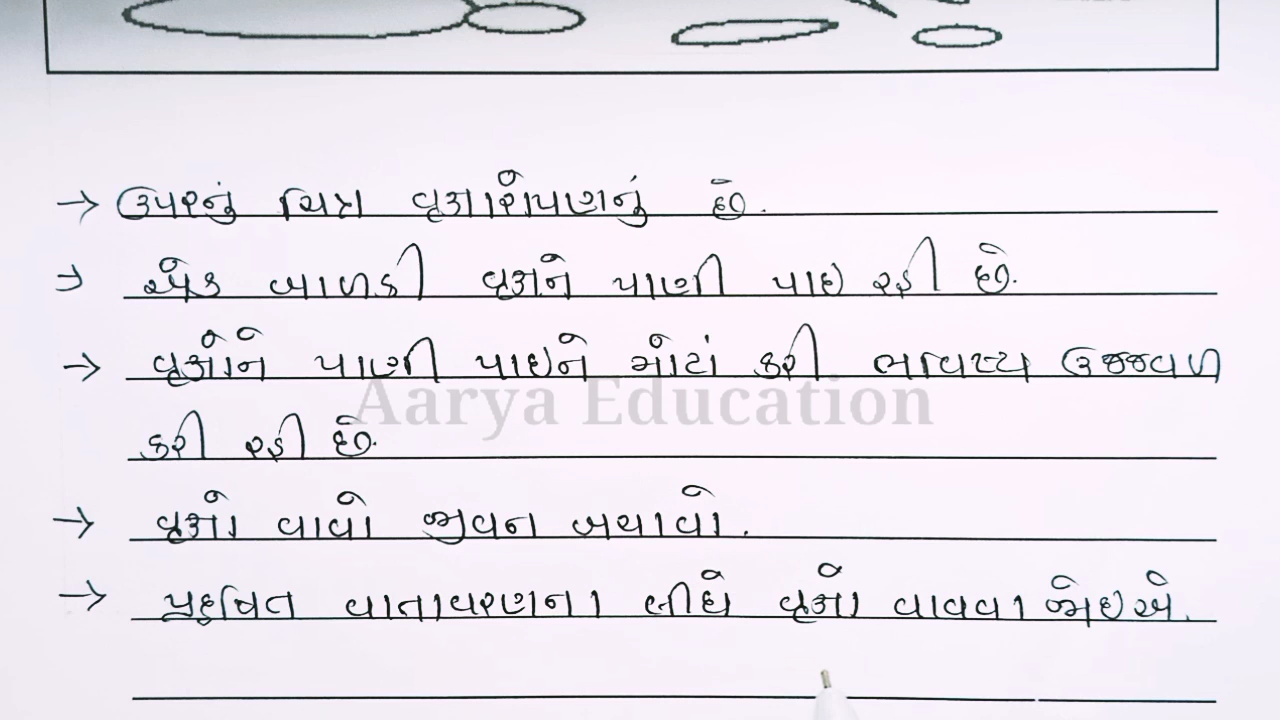 → ઉપરનું ચિત્ર વૃક્ષારોપણનું છે.
→ એક બાળકી વૃક્ષને પાણી પાઇ રહી છે.
→ વૃક્ષોને પાણી પાઇને મોટાં કરી ભવિષ્ય ઉજ્જવળ
કરી રહી છે.
Aarya Education
→ વૃક્ષો વાવો જીવન બચાવો.
→ પ્રદુષિત વાતાવરણના લીધે વૃક્ષો વાવવા જોઇએ.